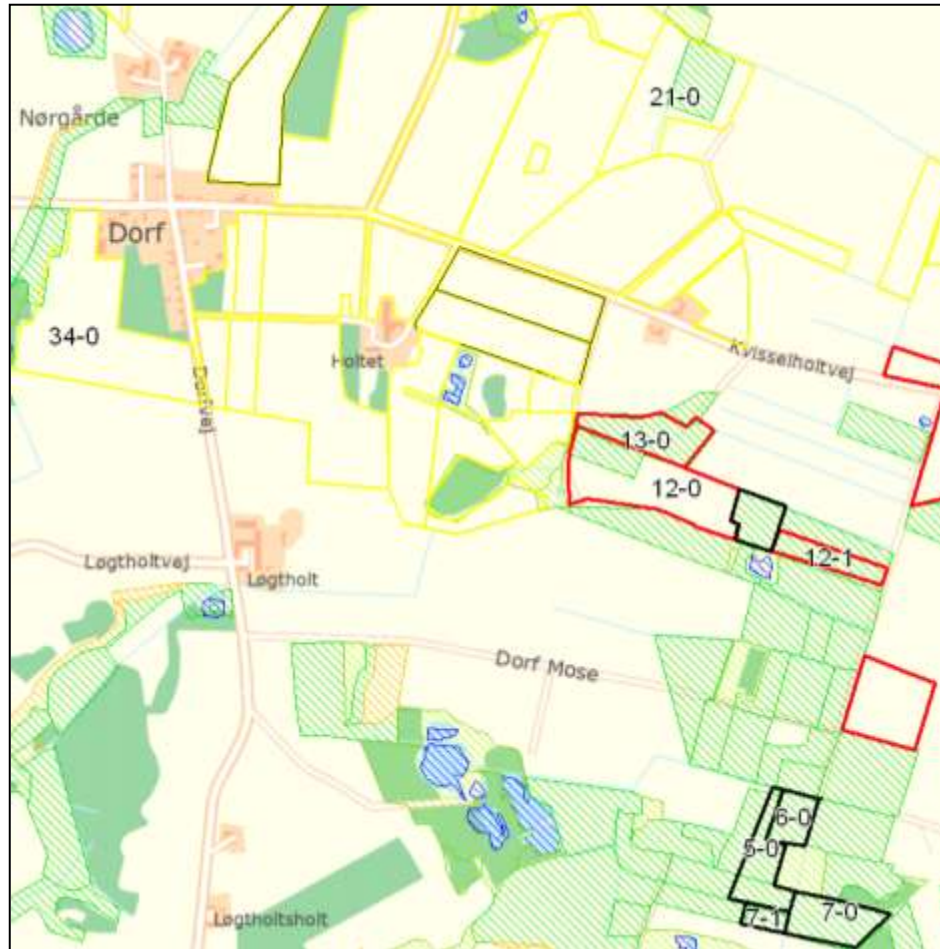 21-0
Nørgårde
Dorf
34-0
Holtet
Kvisselholtvej
Dorfvej
13-0
12-0
12-1
Løgtholtvej
Løgtholt
Dorf Mose
6-0
5-0
7-1
7-0
Løgtholtsholt